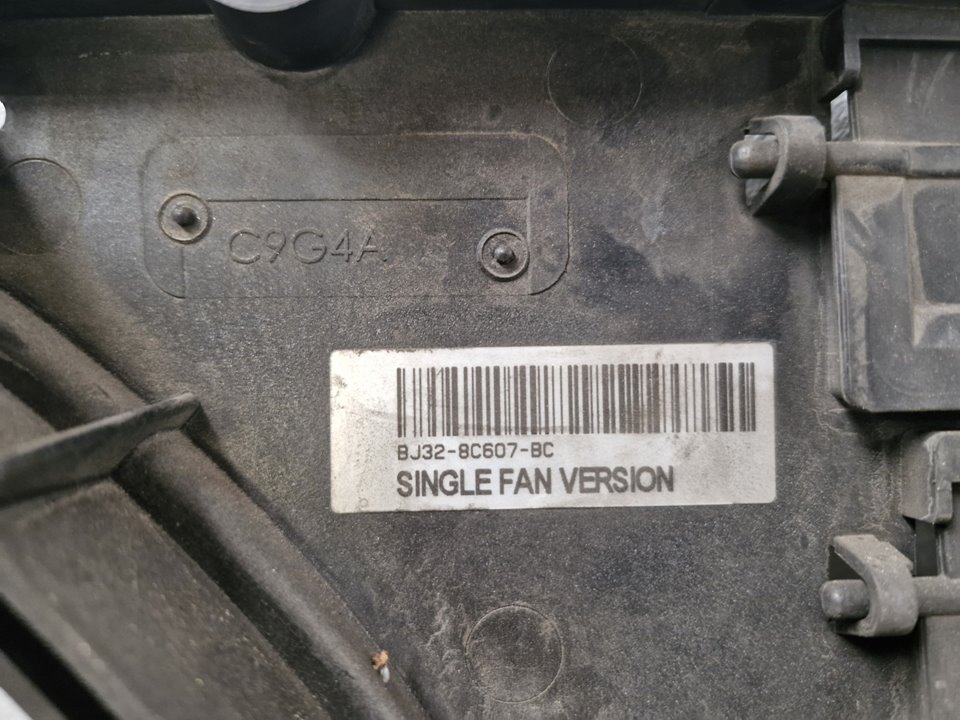 C9G4A
BJ32-8C607-BC
SINGLE FAN VERSION